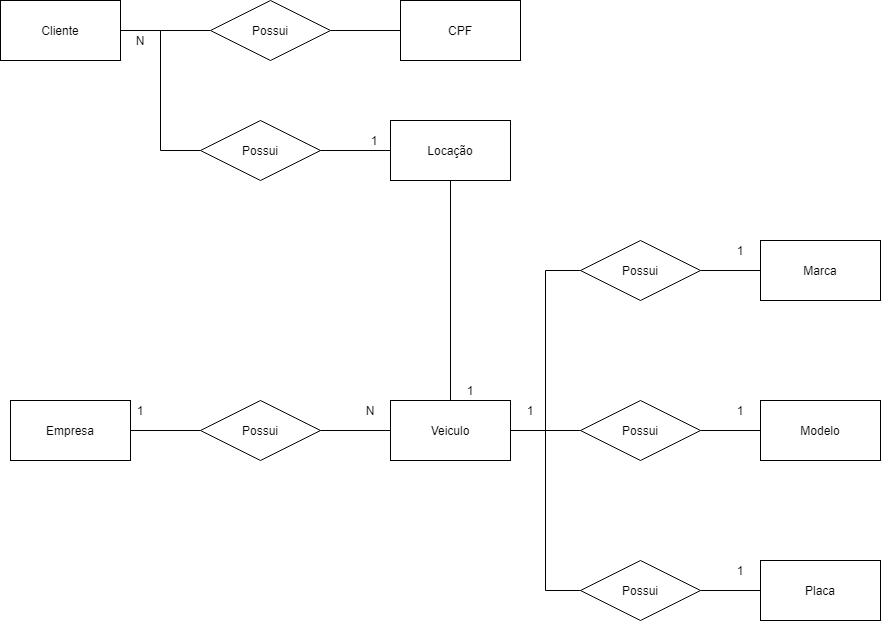 Cliente
N
Possui
CPF
Possui
1
Locação
Possui
1
Marca
1
Empresa
1
Possui
N
Veiculo
1
Possui
1
Modelo
Possui
1
Placa